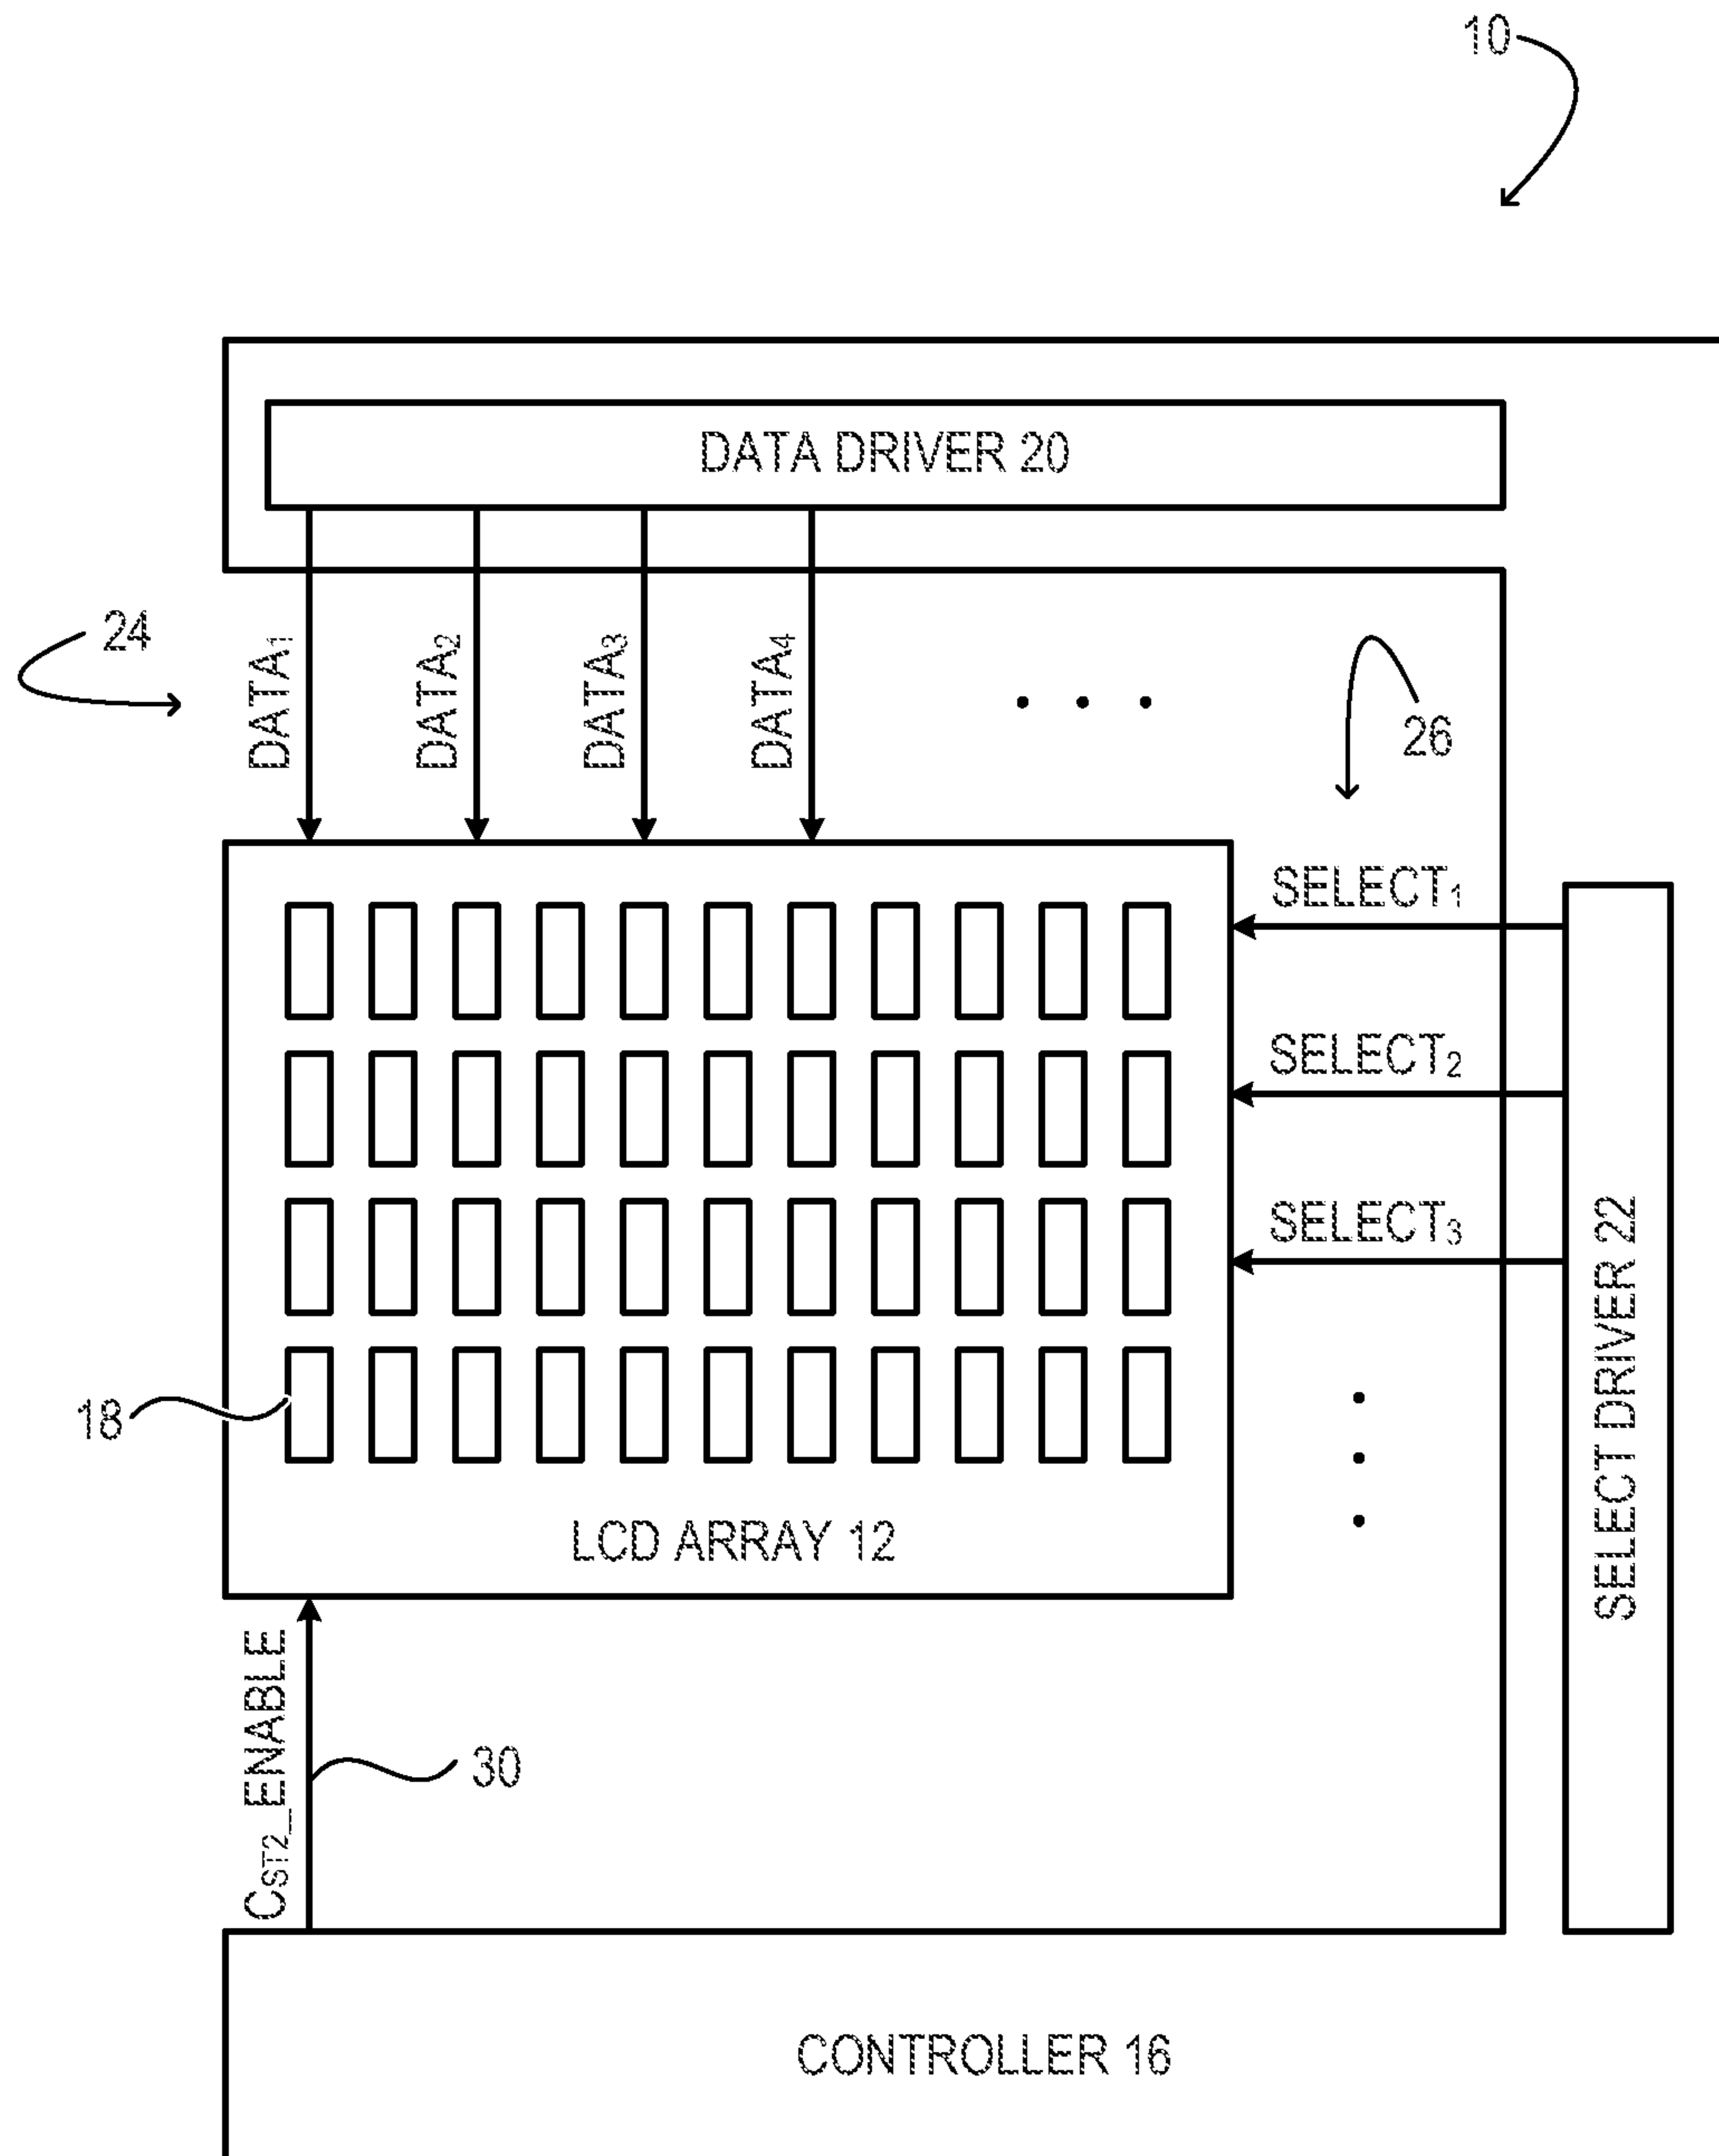 10
DATA DRIVER 20
24
DATA₁
DATA₂
DATA₃
DATA₄
26
SELECT₁
SELECT₂
SELECT₃
SELECT DRIVER 22
18
LCD ARRAY 12
C_ST2_ENABLE
30
CONTROLLER 16